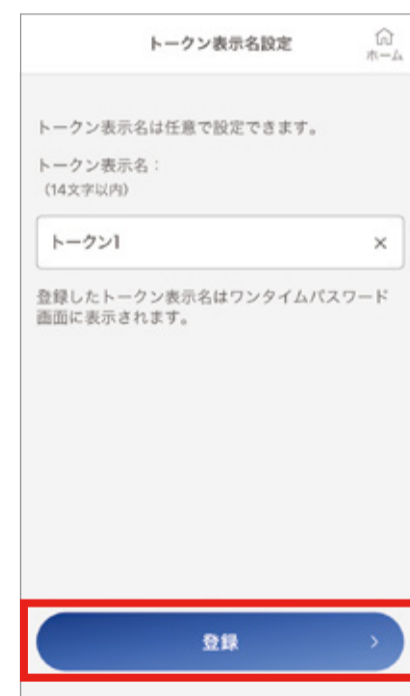 トークン表示名設定
ホーム
トークン表示名は任意で設定できます。
トークン表示名：
（14文字以内）
トークン1
登録したトークン表示名はワンタイムパスワード
画面に表示されます。
登録